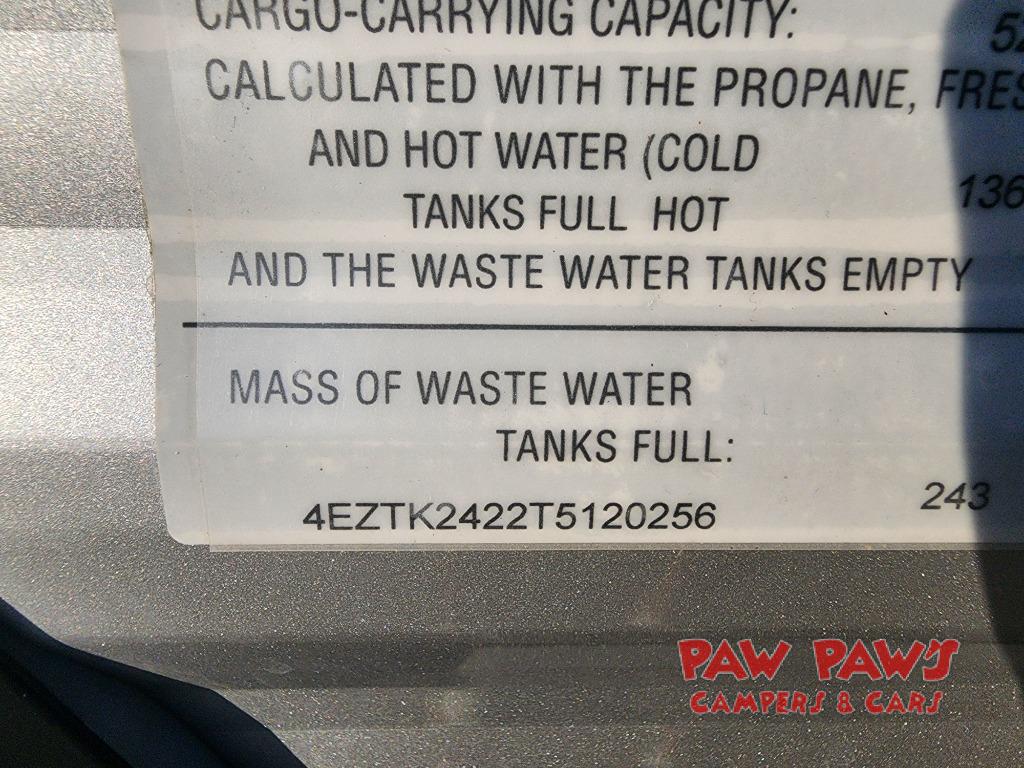 CARGO-CARRYING CAPACITY:
CALCULATED WITH THE PROPANE,
AND HOT WATER (COLD
TANKS FULL HOT
AND THE WASTE WATER TANKS EMPTY
MASS OF WASTE WATER
TANKS FULL:
243
4EZTK2422T5120256
PAW PAW'S
CAMPERS & CARS